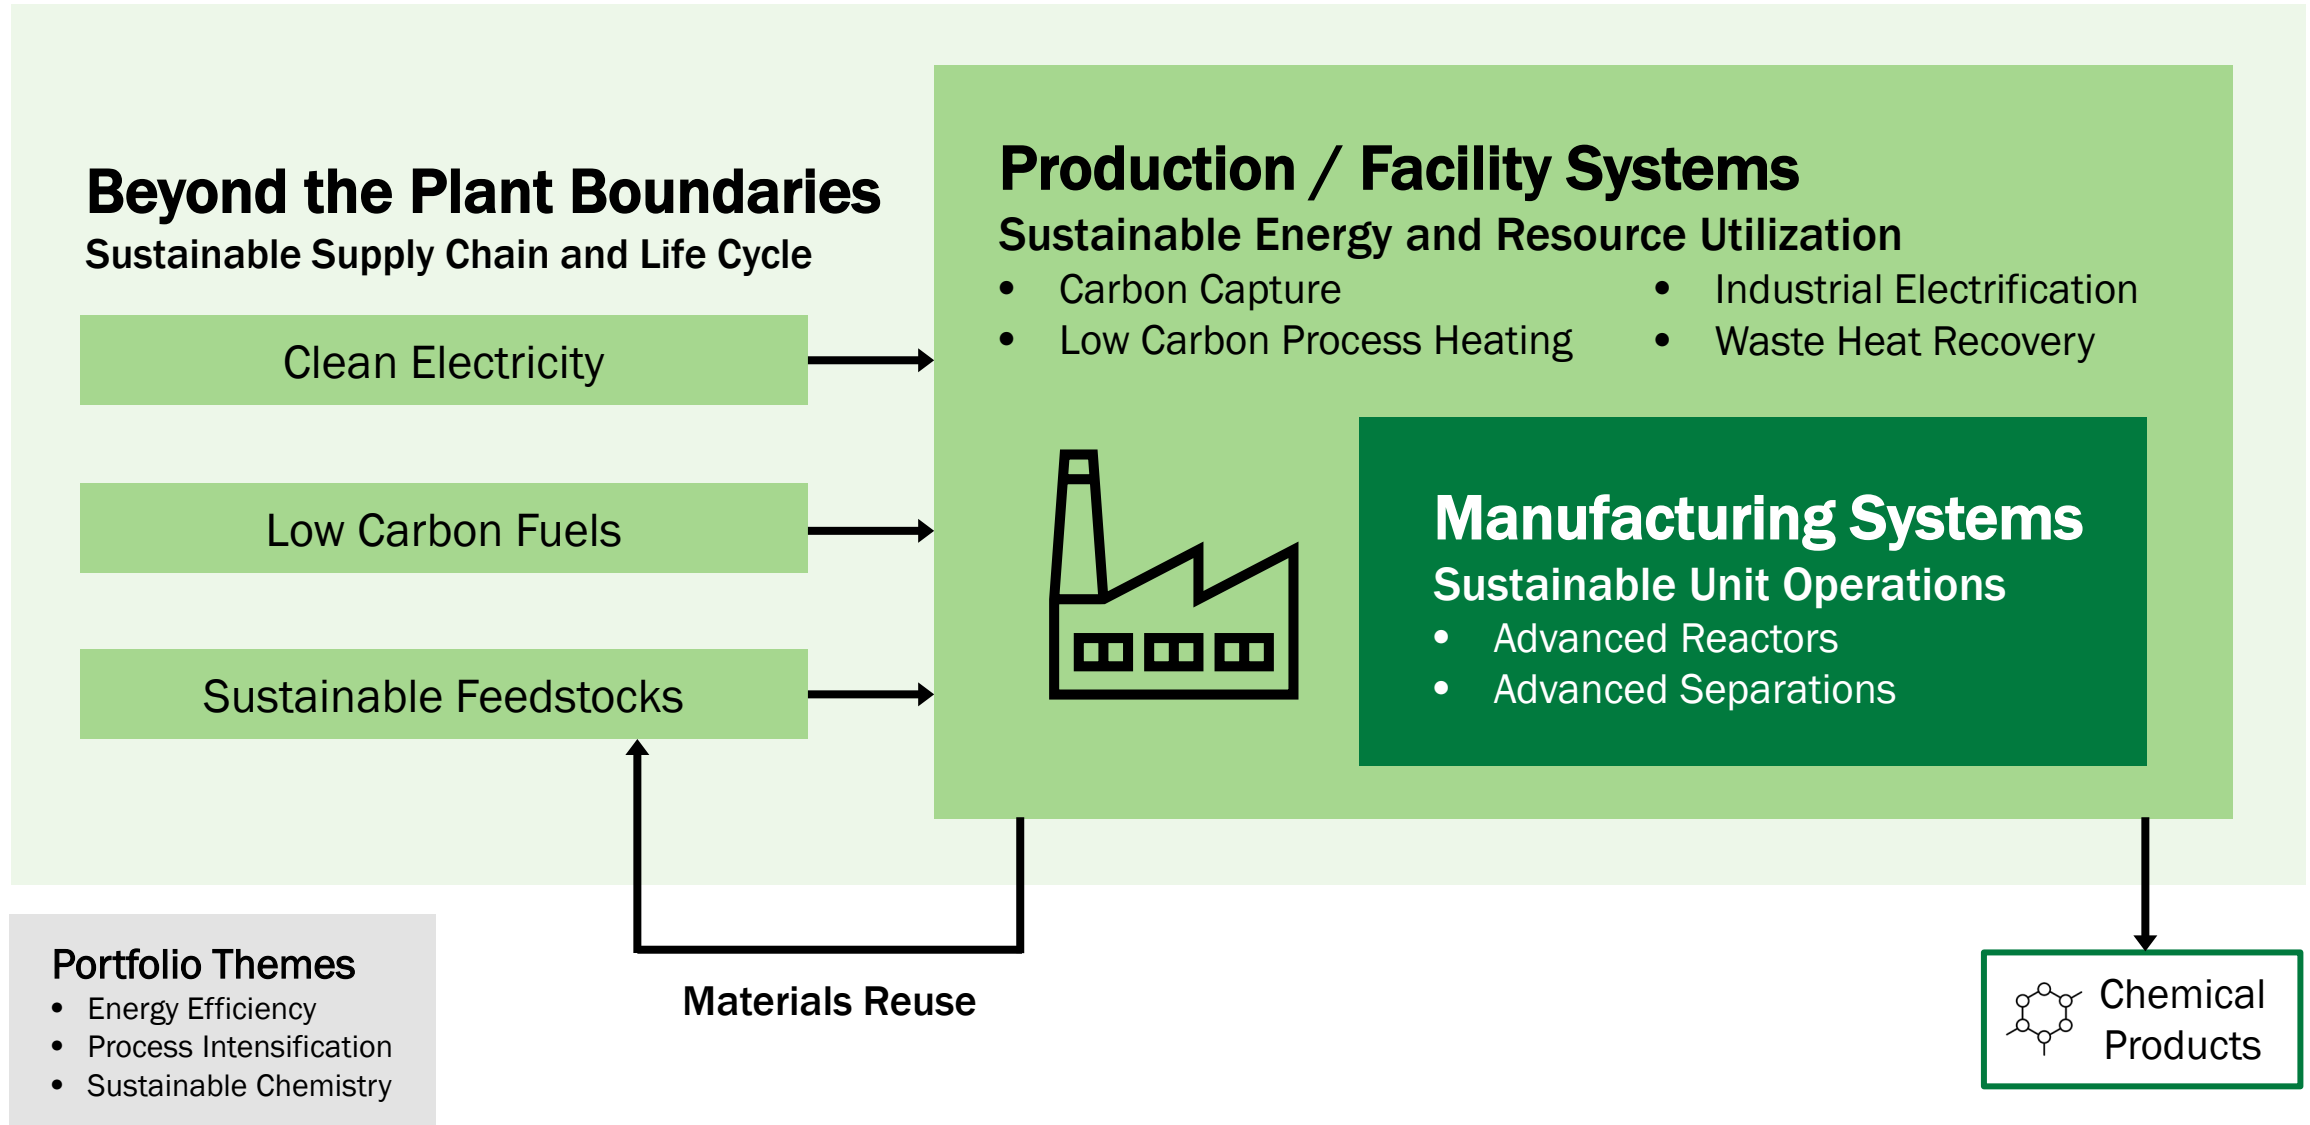 Beyond the Plant Boundaries
Sustainable Supply Chain and Life Cycle
Clean Electricity
Low Carbon Fuels
Sustainable Feedstocks
Production / Facility Systems
Sustainable Energy and Resource Utilization
• Carbon Capture
• Low Carbon Process Heating
• Industrial Electrification
• Waste Heat Recovery
Manufacturing Systems
Sustainable Unit Operations
• Advanced Reactors
• Advanced Separations
Materials Reuse
Portfolio Themes
• Energy Efficiency
• Process Intensification
• Sustainable Chemistry
Chemical
Products